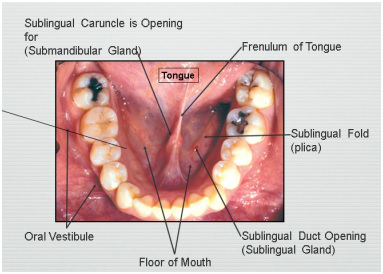 Sublingual Caruncle is Opening
for
(Submandibular Gland)
Frenulum of Tongue
Tongue
Sublingual Fold
(plica)
Oral Vestibule
Sublingual Duct Opening
(Sublingual Gland)
Floor of Mouth